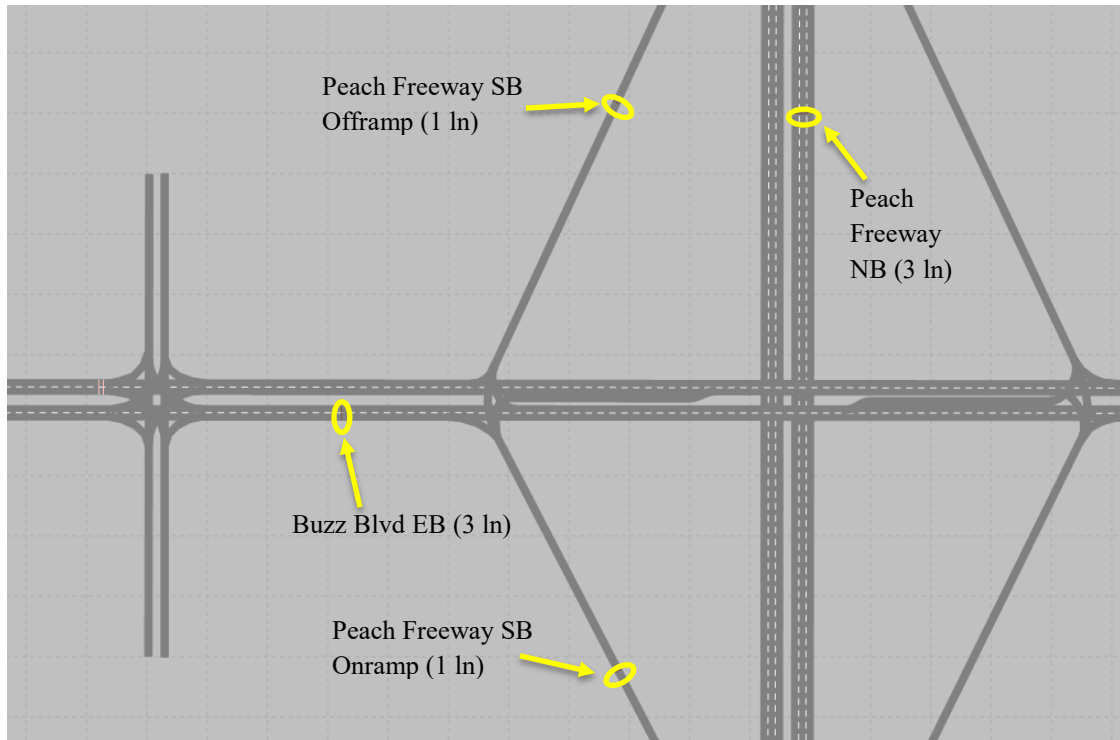 Peach Freeway SB
Offramp (1 ln)
Peach
Freeway
NB (3 ln)
Buzz Blvd EB (3 ln)
Peach Freeway SB
Onramp (1 ln)